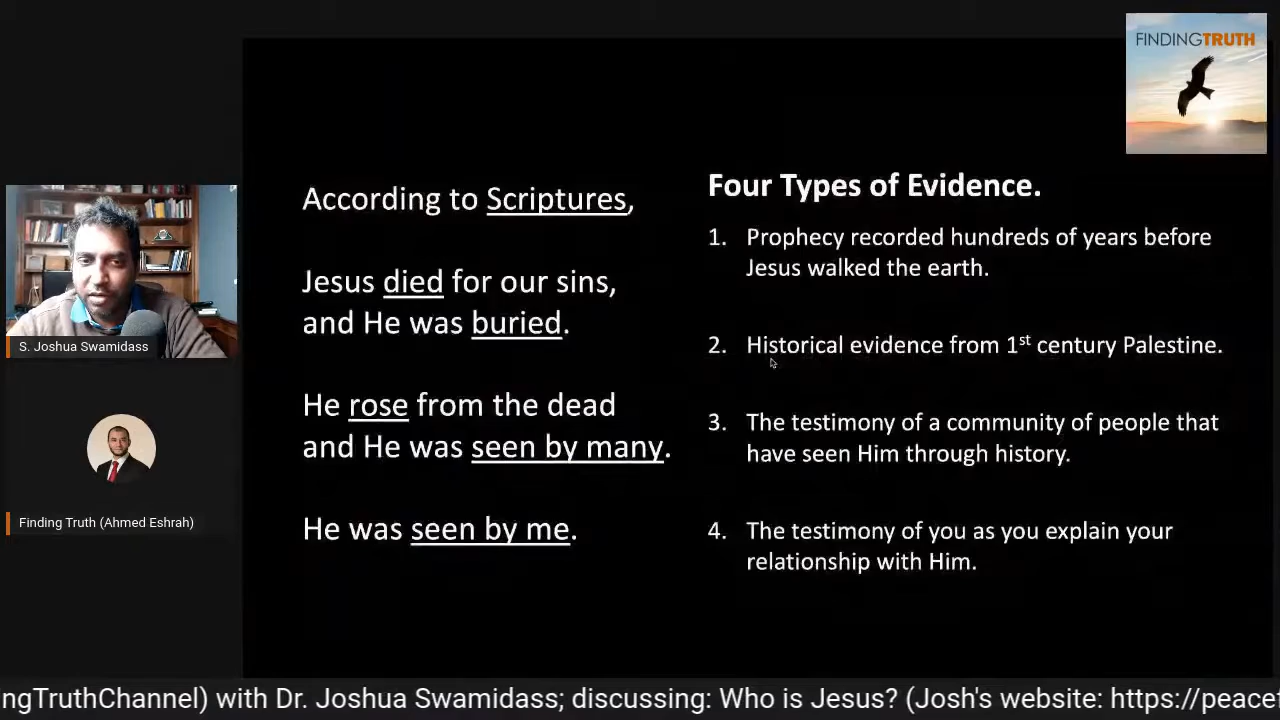 FINDINGTRUTH
According to Scriptures,
Jesus died for our sins,
and He was buried.
He rose from the dead
and He was seen by many.
He was seen by me.
Four Types of Evidence.
1. Prophecy recorded hundreds of years before
Jesus walked the earth.
2. Historical evidence from 1st century Palestine.
3. The testimony of a community of people that
have seen Him through history.
4. The testimony of you as you explain your
relationship with Him.
S. Joshua Swamidass
Finding Truth (Ahmed Eshrah)
ngTruthChannel) with Dr. Joshua Swamidass; discussing: Who is Jesus? (Josh's website: https://peacef